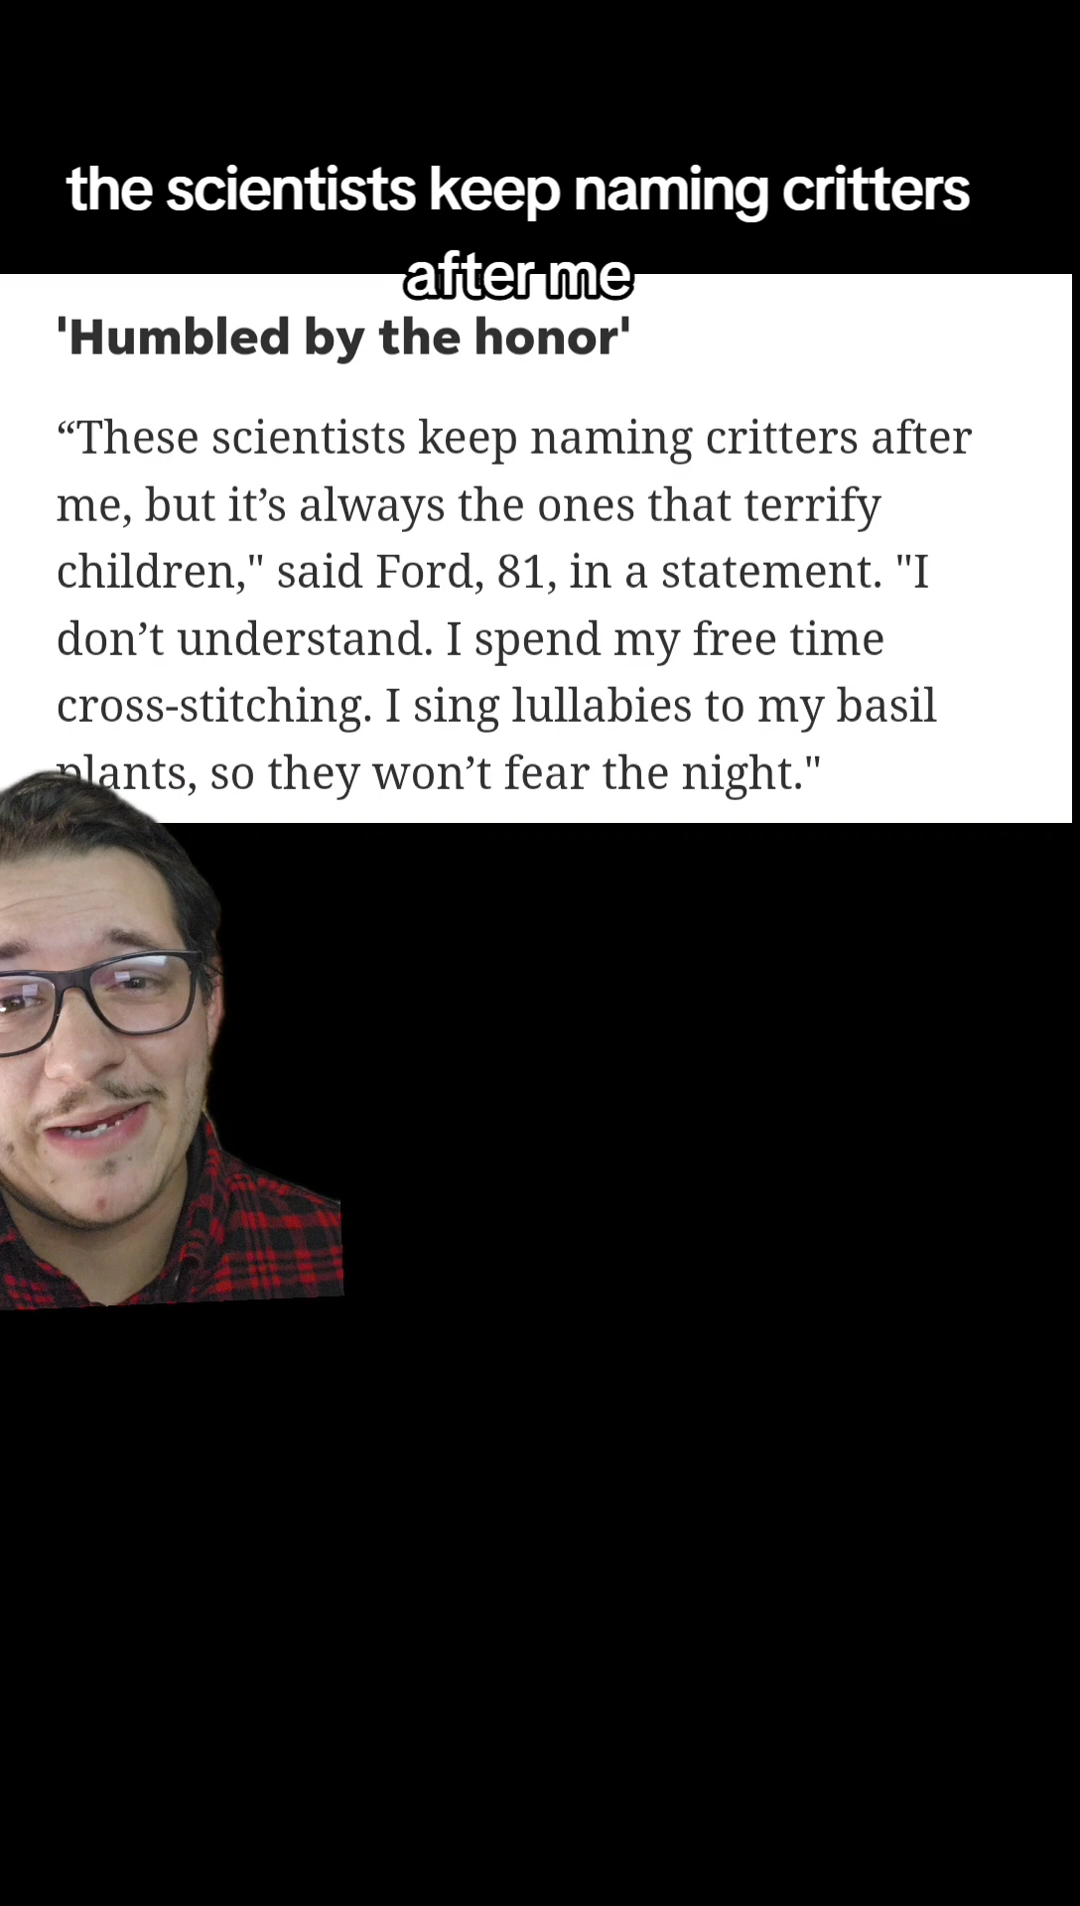 the scientists keep naming critters
after me
'Humbled by the honor'
“These scientists keep naming critters after
me, but it’s always the ones that terrify
children," said Ford, 81, in a statement. "I
don’t understand. I spend my free time
cross-stitching. I sing lullabies to my basil
plants, so they won’t fear the night."